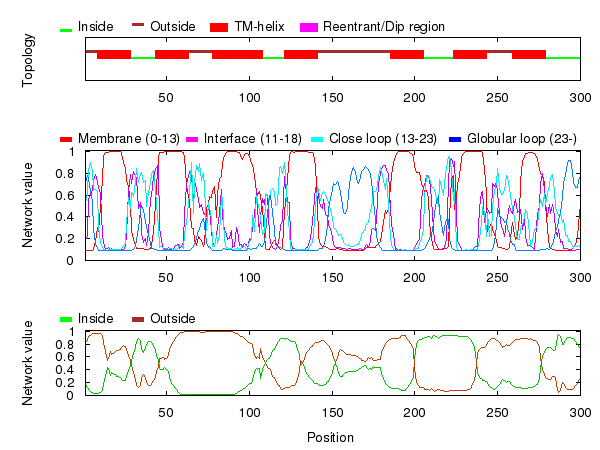 Inside Outside TM-helix Reentrant/Dip region
Topology
50 100 150 200 250 300
Membrane (0-13) Interface (11-18) Close loop (13-23) Globular loop (23-)
Network value
1
0.8
0.6
0.4
0.2
0
50 100 150 200 250 300
Inside Outside
Network value
1
0.8
0.6
0.4
0.2
0
50 100 150 200 250 300
Position